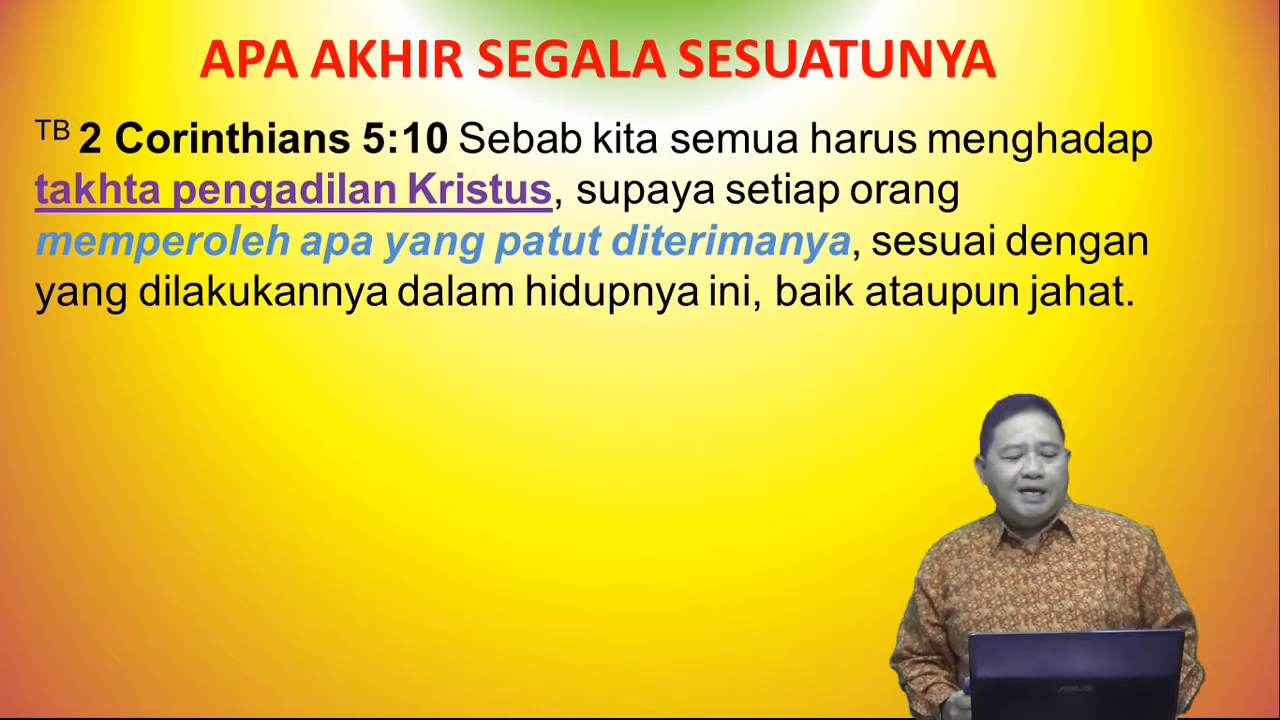 APA AKHIR SEGALA SESUATUNYA
TB 2 Corinthians 5:10 Sebab kita semua harus menghadap
takhta pengadilan Kristus, supaya setiap orang
memperoleh apa yang patut diterimanya, sesuai dengan
yang dilakukannya dalam hidupnya ini, baik ataupun jahat.